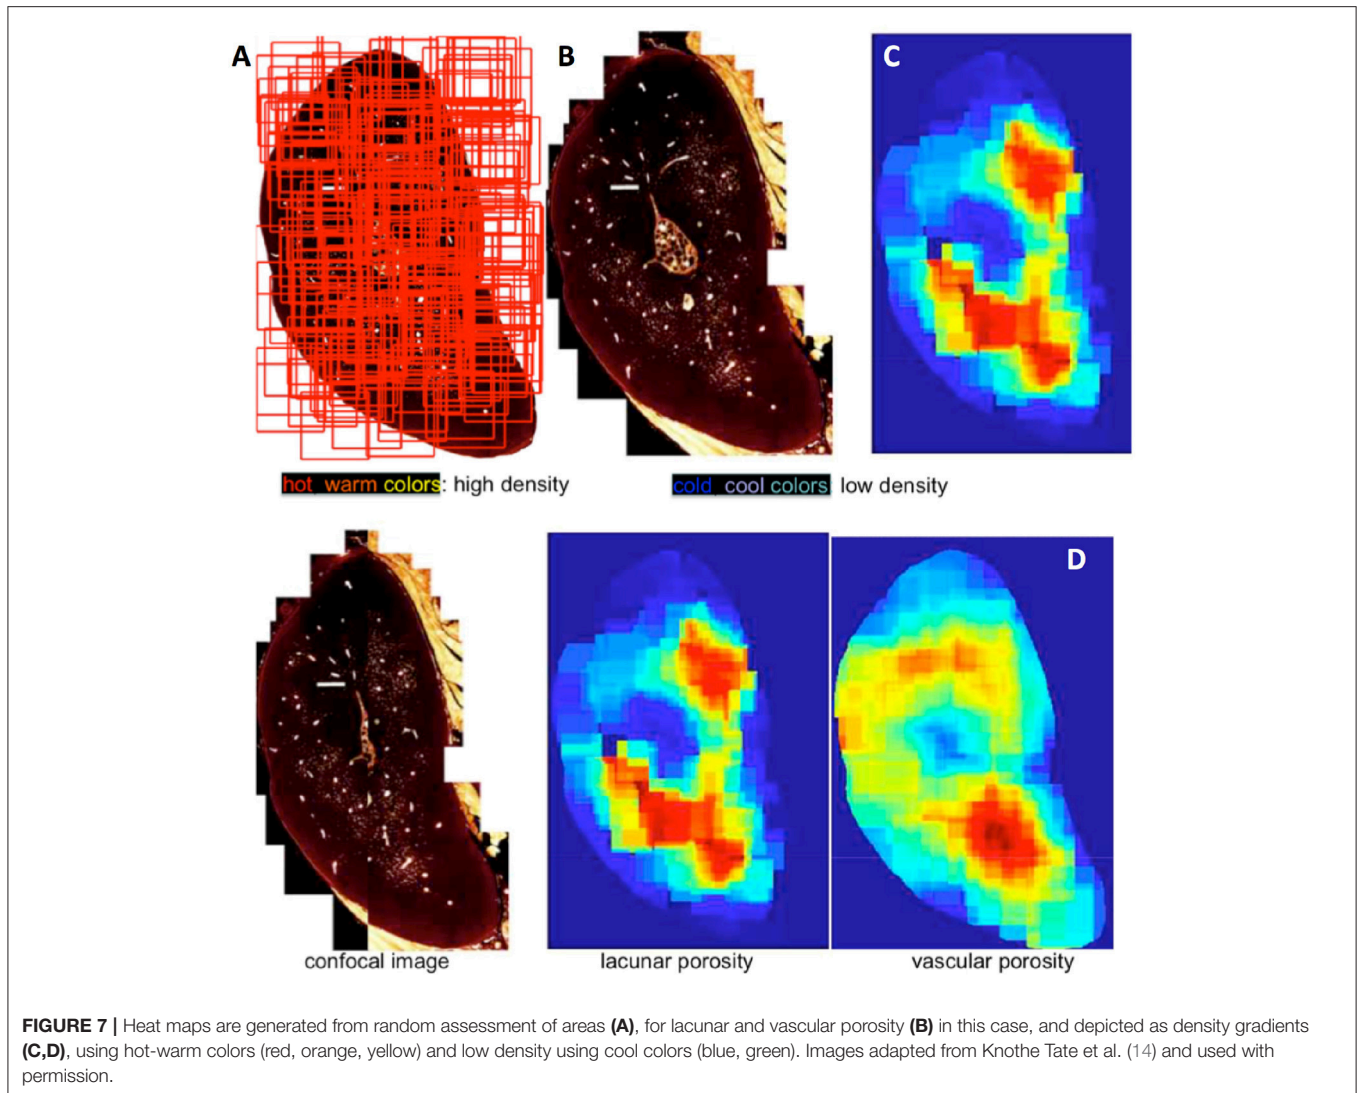 A
B
C
hot warm colors: high density
cold cool colors low density
D
confocal image
lacunar porosity
vascular porosity
FIGURE 7 | Heat maps are generated from random assessment of areas (A), for lacunar and vascular porosity (B) in this case, and depicted as density gradients
(C,D), using hot-warm colors (red, orange, yellow) and low density using cool colors (blue, green). Images adapted from Knothe Tate et al. (14) and used with
permission.